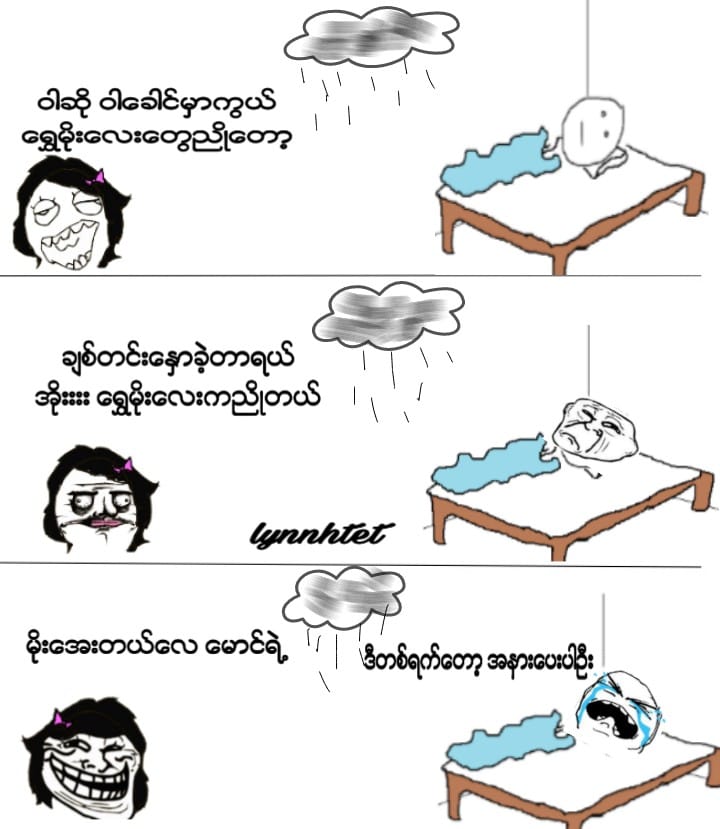 ဝါဆို ဝါခေါင်မှာကွယ်
ရွှေမိုးလေးတွေညိုတော့
ချစ်တင်းနှောခဲ့တာရယ်
အိုးးးးး ရွှေမိုးလေးကညိုတယ်
lynnhtet
မိုးအေးတယ်လေ မောင်ရဲ့
ဒီတစ်ရက်တော့ အနားပေးပါဦး